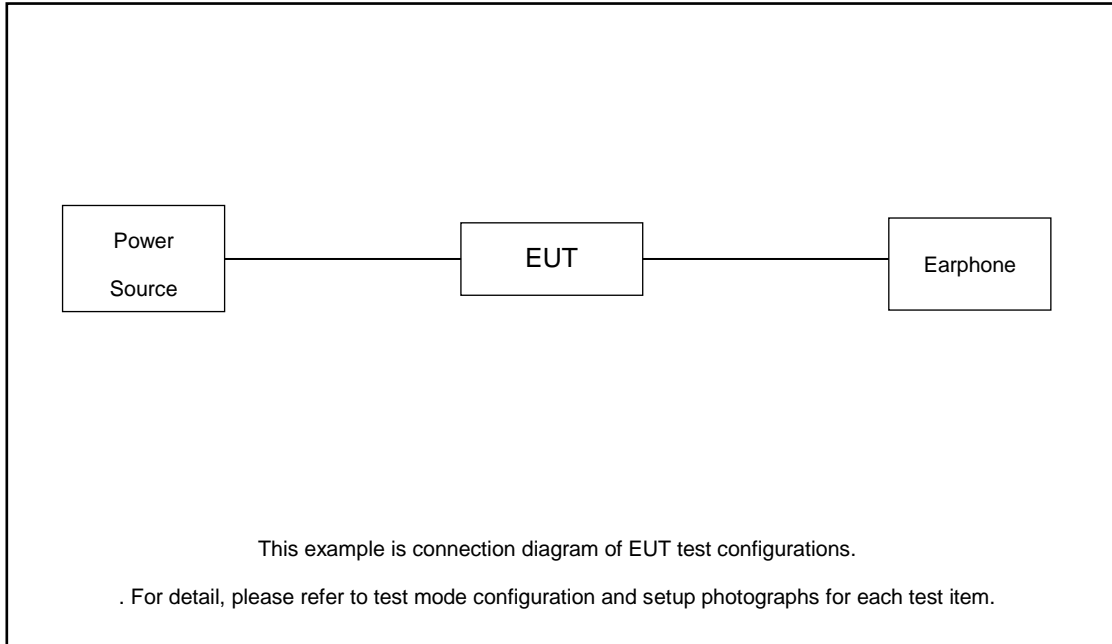 Power
Source
EUT
Earphone
This example is connection diagram of EUT test configurations.
. For detail, please refer to test mode configuration and setup photographs for each test item.